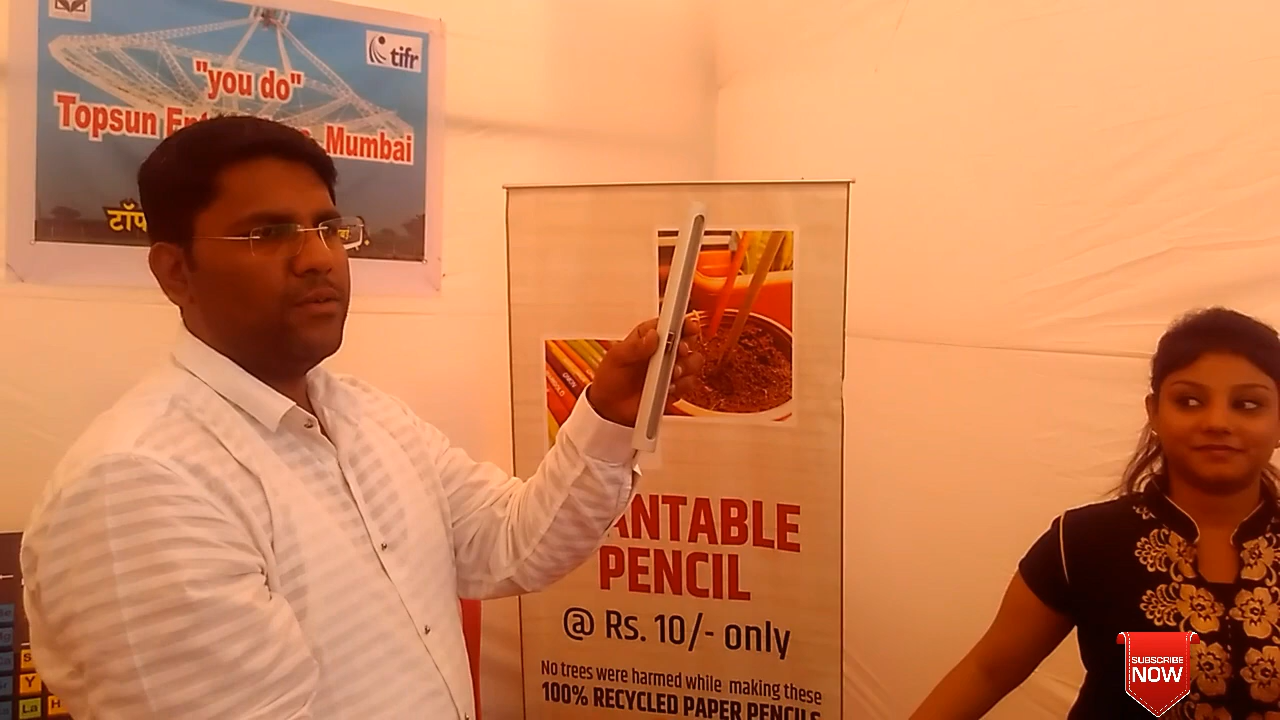 tifr
"you do"
Topsun Mumbai
ANTABLE
PENCIL
@ Rs. 10/- only
No trees were harmed while making these
100% RECYCLED PAPER PENCILS
Y
La H
SUBSCRIBE
NOW